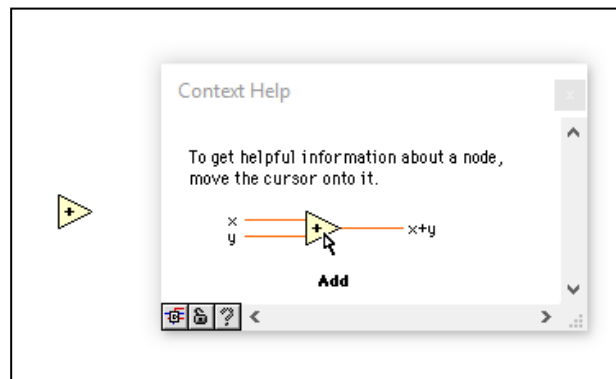 Context Help
To get helpful information about a node,
move the cursor onto it.
x
y
x+y
Add